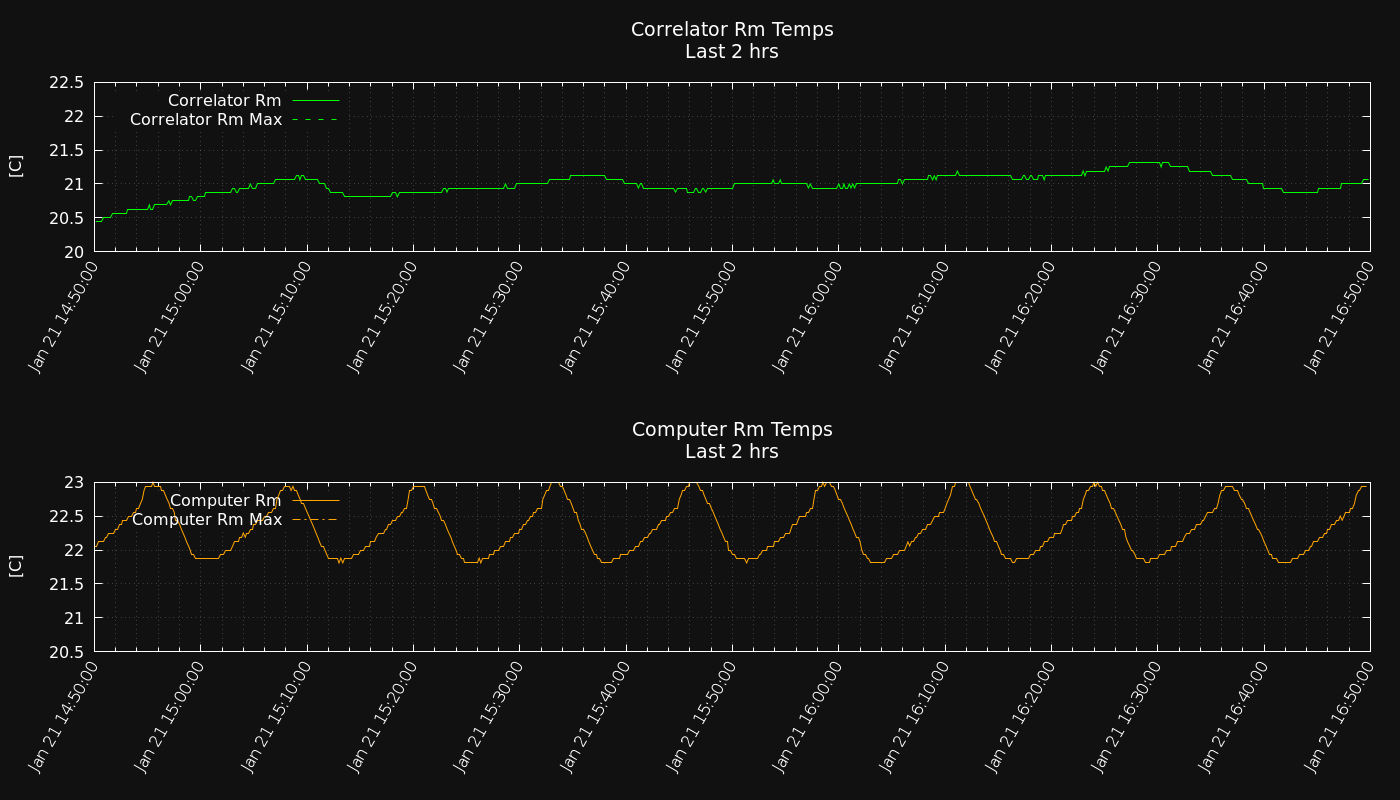 Correlator Rm Temps
Last 2 hrs
[C]
22.5
22
21.5
21
20.5
20
Correlator Rm
Correlator Rm Max
Jan 21 14:50:00
Jan 21 15:00:00
Jan 21 15:10:00
Jan 21 15:20:00
Jan 21 15:30:00
Jan 21 15:40:00
Jan 21 15:50:00
Jan 21 16:00:00
Jan 21 16:10:00
Jan 21 16:20:00
Jan 21 16:30:00
Jan 21 16:40:00
Jan 21 16:50:00
Computer Rm Temps
Last 2 hrs
[C]
23
22.5
22
21.5
21
20.5
Computer Rm
Computer Rm Max
Jan 21 14:50:00
Jan 21 15:00:00
Jan 21 15:10:00
Jan 21 15:20:00
Jan 21 15:30:00
Jan 21 15:40:00
Jan 21 15:50:00
Jan 21 16:00:00
Jan 21 16:10:00
Jan 21 16:20:00
Jan 21 16:30:00
Jan 21 16:40:00
Jan 21 16:50:00